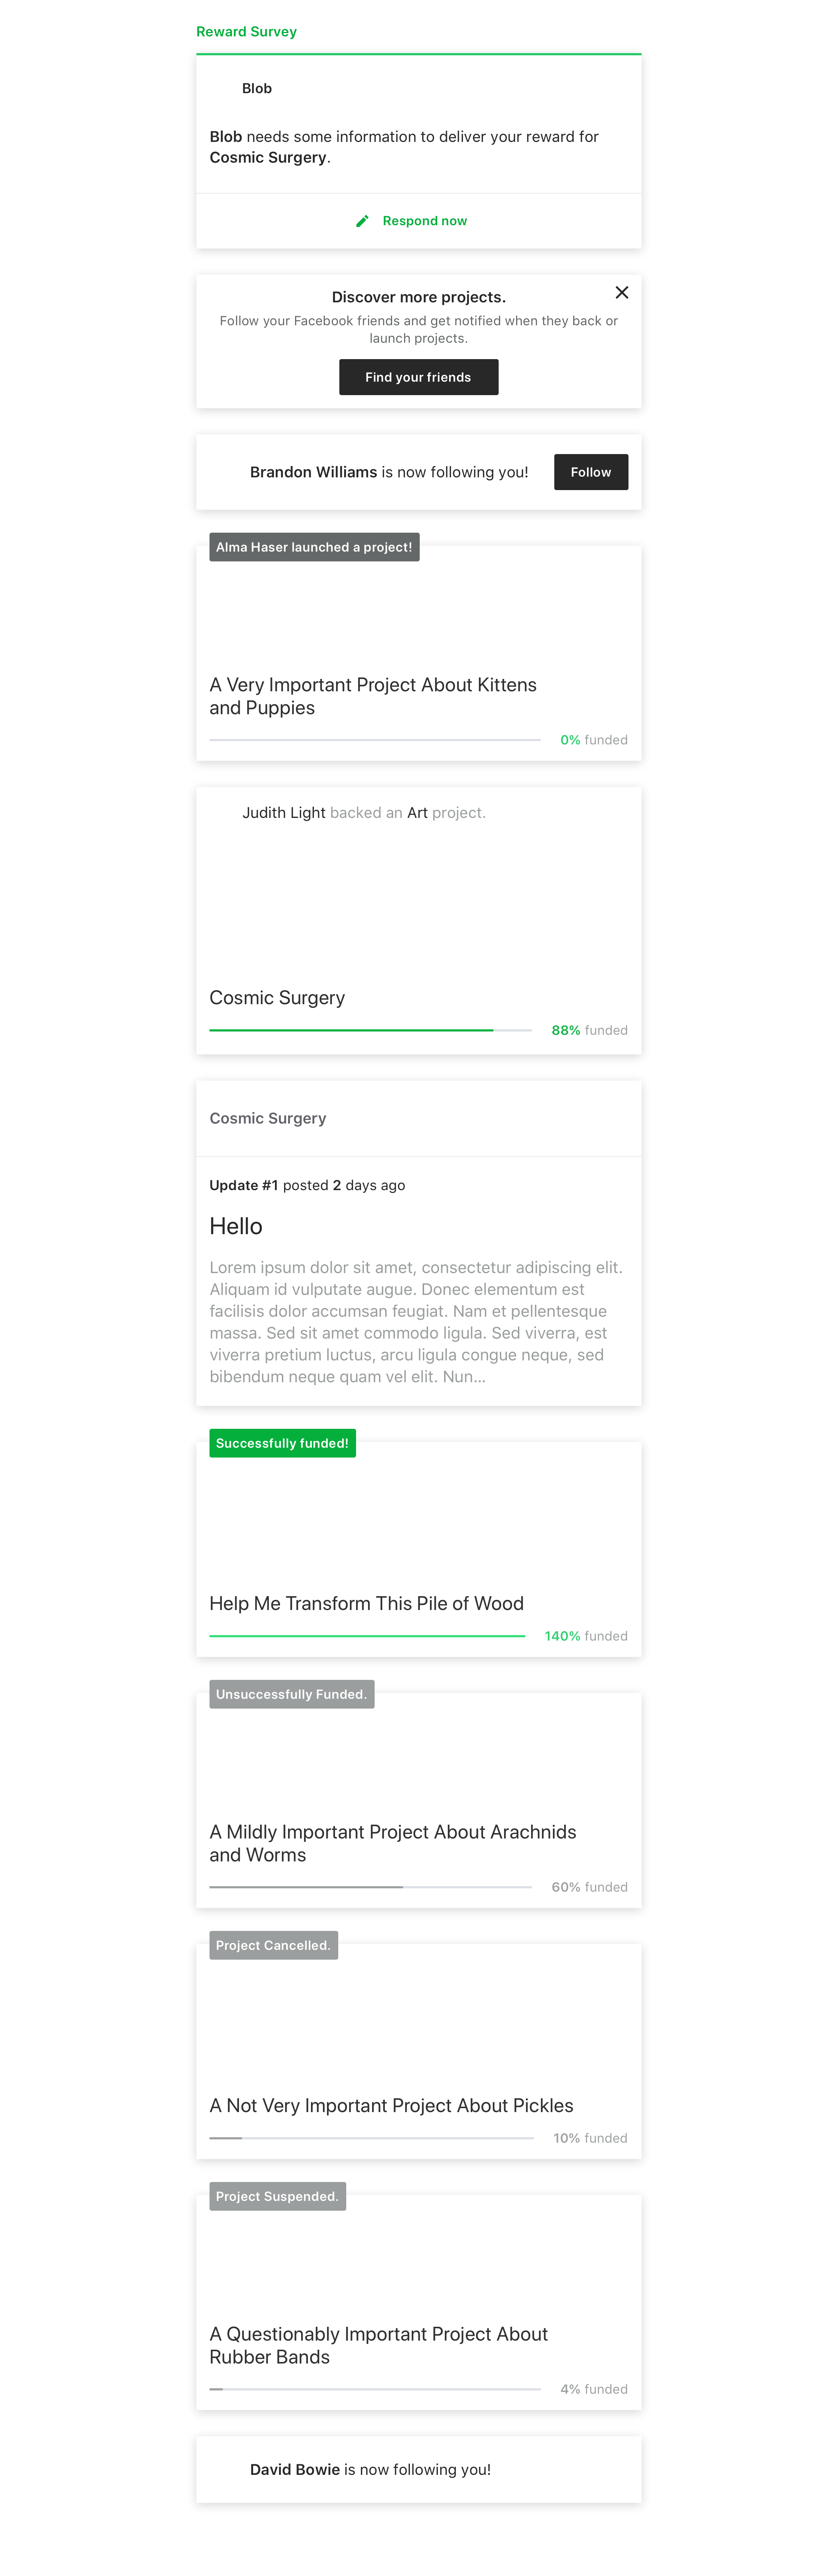 Reward Survey
Blob
Blob needs some information to deliver your reward for
Cosmic Surgery.
Respond now
Discover more projects.
Follow your Facebook friends and get notified when they back or
launch projects.
Find your friends
Brandon Williams is now following you!
Follow
Alma Haser launched a project!
A Very Important Project About Kittens
and Puppies
0% funded
Judith Light backed an Art project.
Cosmic Surgery
88% funded
Cosmic Surgery
Update #1 posted 2 days ago
Hello
Lorem ipsum dolor sit amet, consectetur adipiscing elit.
Aliquam id vulputate augue. Donec elementum est
facilisis dolor accumsan feugiat. Nam et pellentesque
massa. Sed sit amet commodo ligula. Sed viverra, est
viverra pretium luctus, arcu ligula congue neque, sed
bibendum neque quam vel elit. Nun...
Successfully funded!
Help Me Transform This Pile of Wood
140% funded
Unsuccessfully Funded.
A Mildly Important Project About Arachnids
and Worms
60% funded
Project Cancelled.
A Not Very Important Project About Pickles
10% funded
Project Suspended.
A Questionably Important Project About
Rubber Bands
4% funded
David Bowie is now following you!